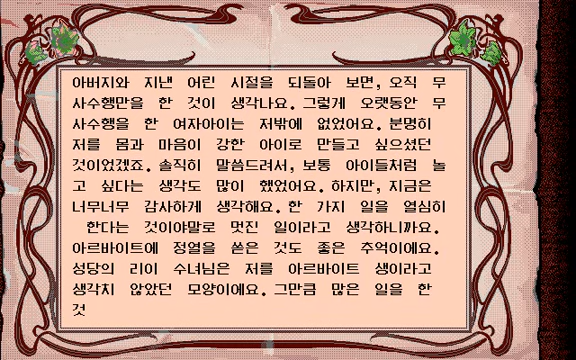 아버지와 지낸 어린 시절을 되돌아 보면, 오직 무
사수행만을 한 것이 생각나요. 그렇게 오랫동안 무
사수행을 한 여자아이는 저밖에 없었어요. 분명히
저를 몸과 마음이 강한 아이로 만들고 싶으셨던
것이었겠죠. 솔직히 말씀드려서, 보통 아이들처럼 놀
고 싶다는 생각도 많이 했었어요. 하지만, 지금은
너무너무 감사하게 생각해요. 한 가지 일을 열심히
한다는 것이야말로 멋진 일이라고 생각하니까요.
아르바이트에 정열을 쏟은 것도 좋은 추억이에요.
성당의 리이 수녀님은 저를 아르바이트 생이라고
생각치 않았던 모양이에요. 그만큼 많은 일을 한
것